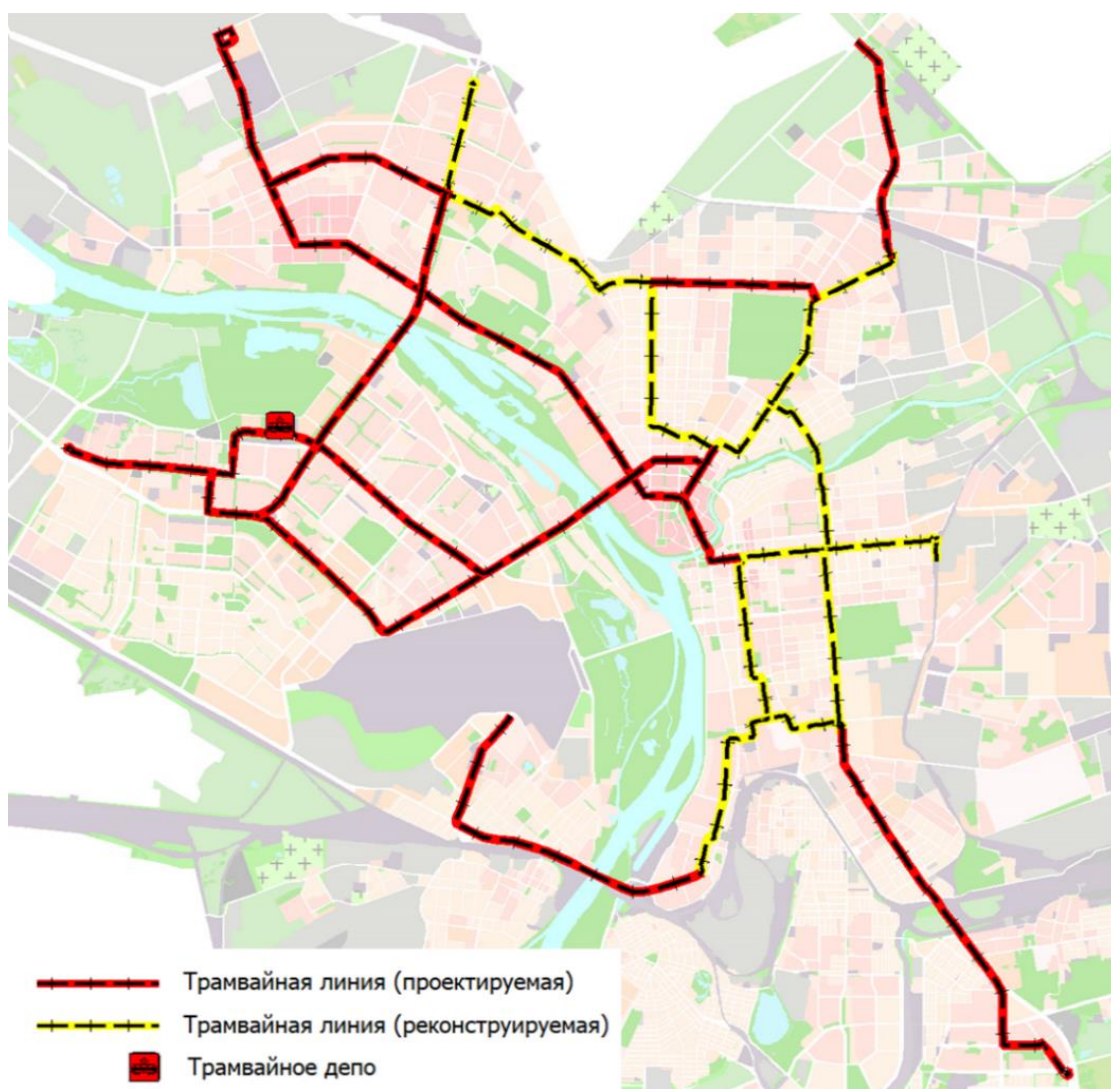 Трамвайная линия (проектируемая)
Трамвайная линия (реконструируемая)
Трамвайное депо